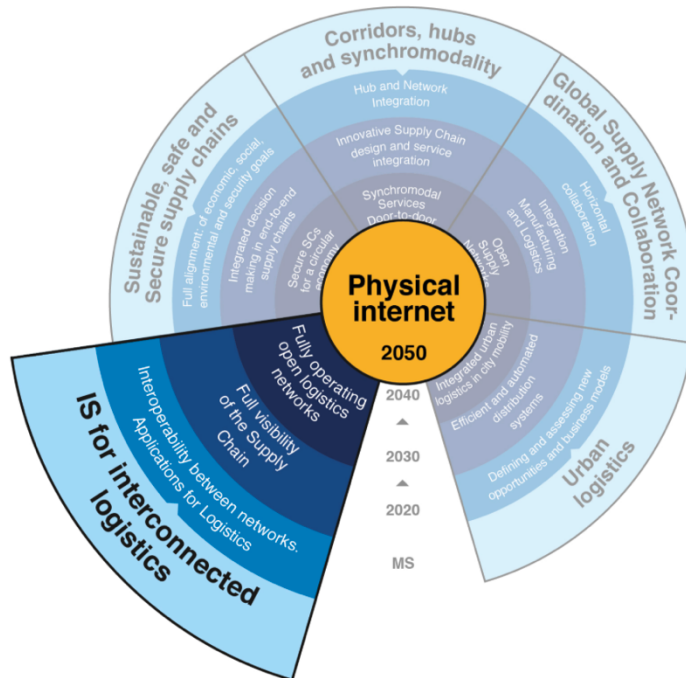 Corridors, hubs
and synchromodality
Hub and Network
Integration
Innovative Supply Chain
design and service
integration
Synchromodal
Services
Door-to-door
Global Supply Network Coor-
dination and Collaboration
Horizontal
collaboration
Integration
Manufacturing
and Logistics
Open
Supply
Networks
Sustainable, safe and
Secure supply chains
Full alignment: of economic, social,
environmental and security goals
Integrated decision
making in end-to-end
supply chains
Secure SCs
for a circular
economy
Physical
internet
2050
2040
2030
2020
MS
Fully operating
open logistics
networks
Full visibility
of the Supply
Chain
Interoperability between networks.
Applications for Logistics
IS for interconnected
logistics
Integrated urban
logistics in city mobility
Efficient and automated
distribution
systems
Defining and assessing new
opportunities and business models
Urban
logistics